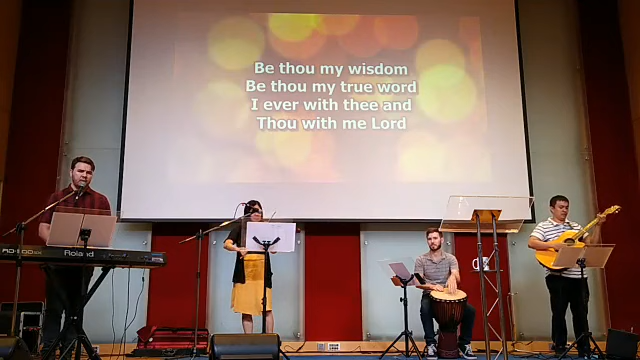 Be thou my wisdom
Be thou my true word
I ever with thee and
Thou with me Lord
Roland